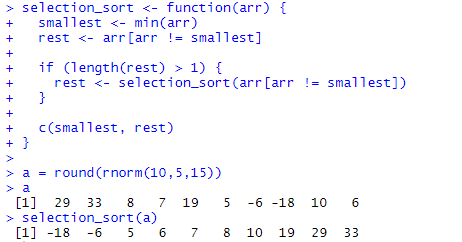 > selection_sort <- function(arr) {
+   smallest <- min(arr)
+   rest <- arr[arr != smallest]
+
+   if (length(rest) > 1) {
+     rest <- selection_sort(arr[arr != smallest])
+   }
+
+   c(smallest, rest)
+ }
>
> a = round(rnorm(10,5,15))
> a
[1]  29  33   8   7  19   5  -6 -18  10   6
> selection_sort(a)
[1] -18  -6   5   6   7   8  10  19  29  33